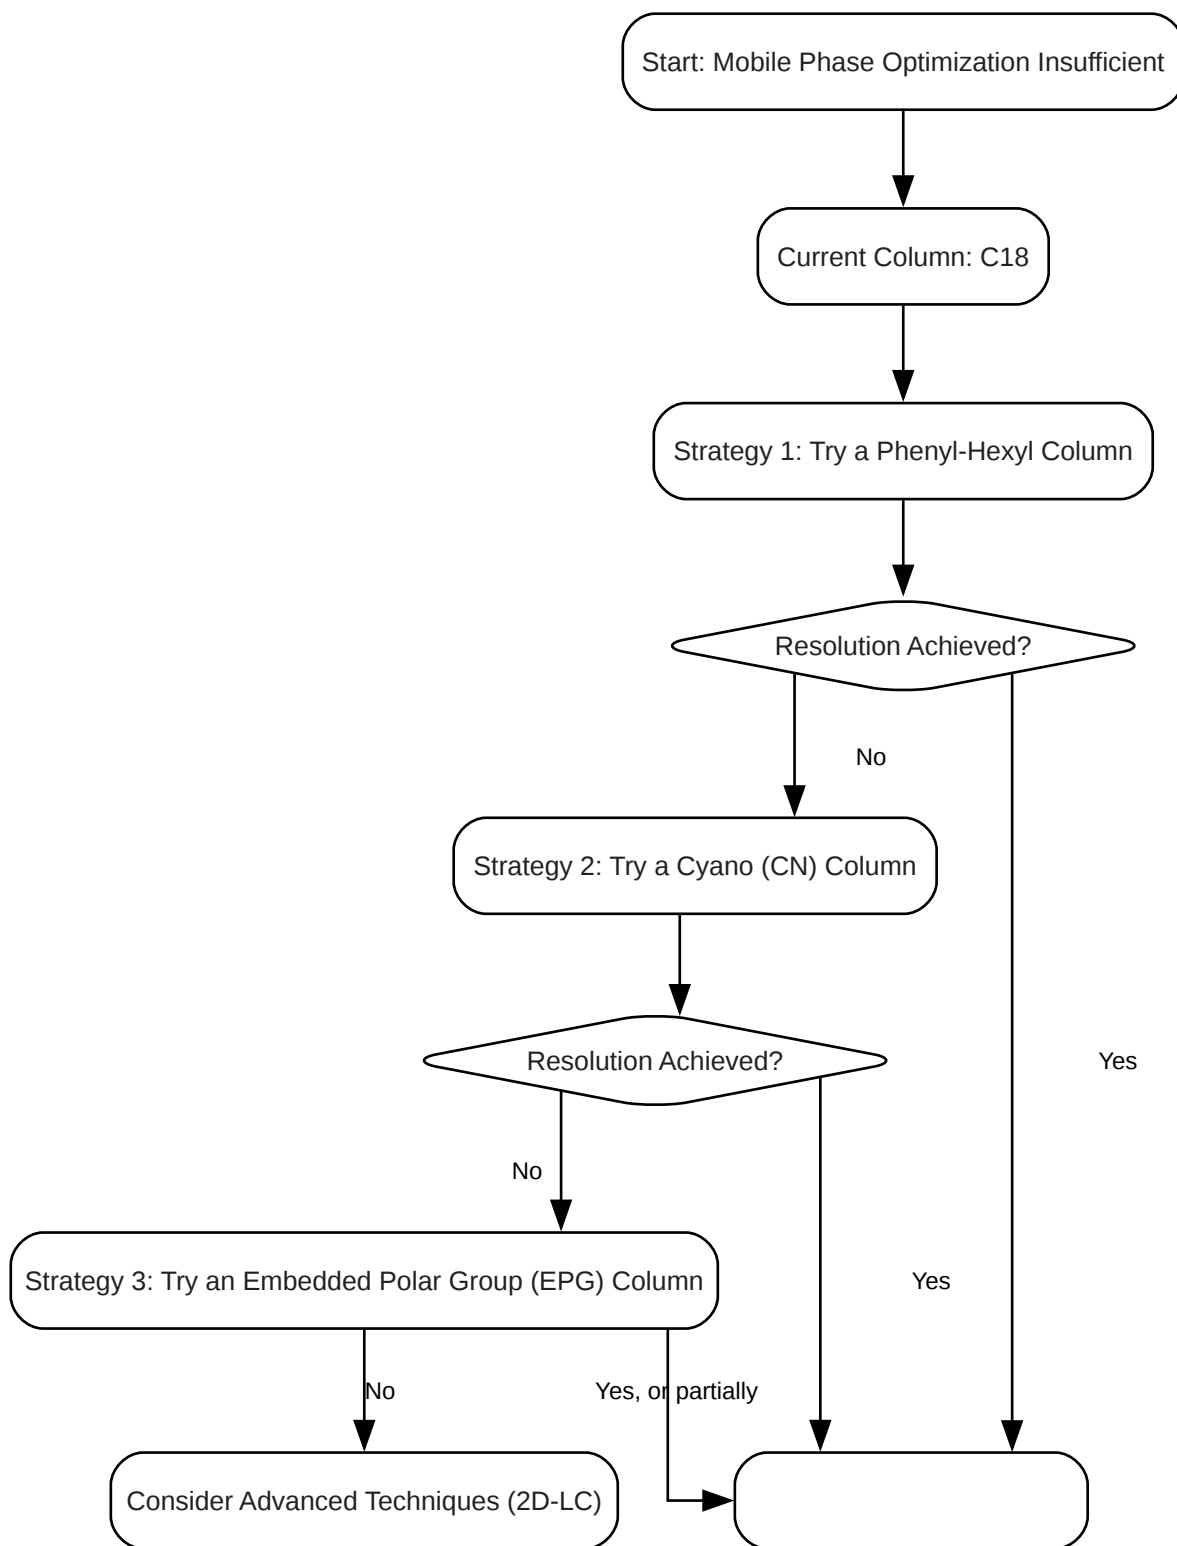 Start: Mobile Phase Optimization Insufficient
Current Column: C18
Strategy 1: Try a Phenyl-Hexyl Column
Resolution Achieved?
No
Strategy 2: Try a Cyano (CN) Column
Resolution Achieved?
Yes
No
Strategy 3: Try an Embedded Polar Group (EPG) Column
Yes
No
Yes, or partially
Consider Advanced Techniques (2D-LC)